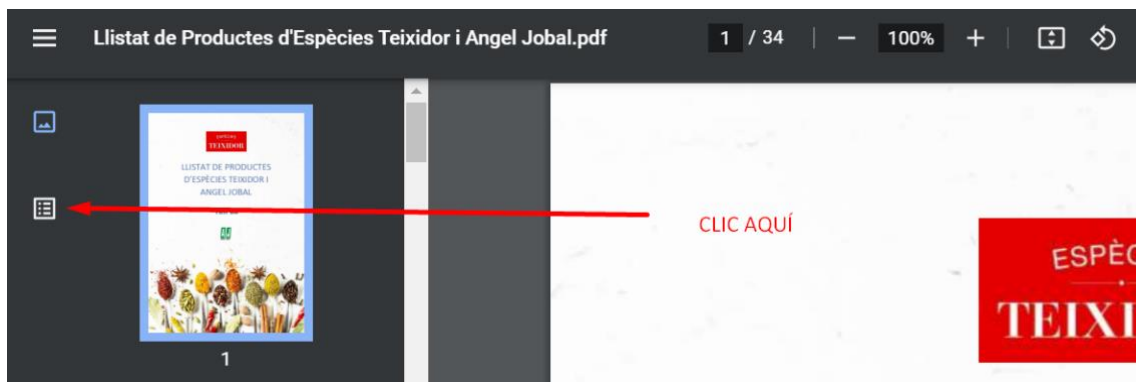 Llistat de Productes d'Espècies Teixidor i Angel Jobal.pdf
1 / 34
100%
ESPÈCIES
TEIXIDOR
LLISTAT DE PRODUCTES
D'ESPÈCIES TEIXIDOR I
ANGEL JOBAL
1
CLIC AQUÍ
ESPÈC
TEIXI